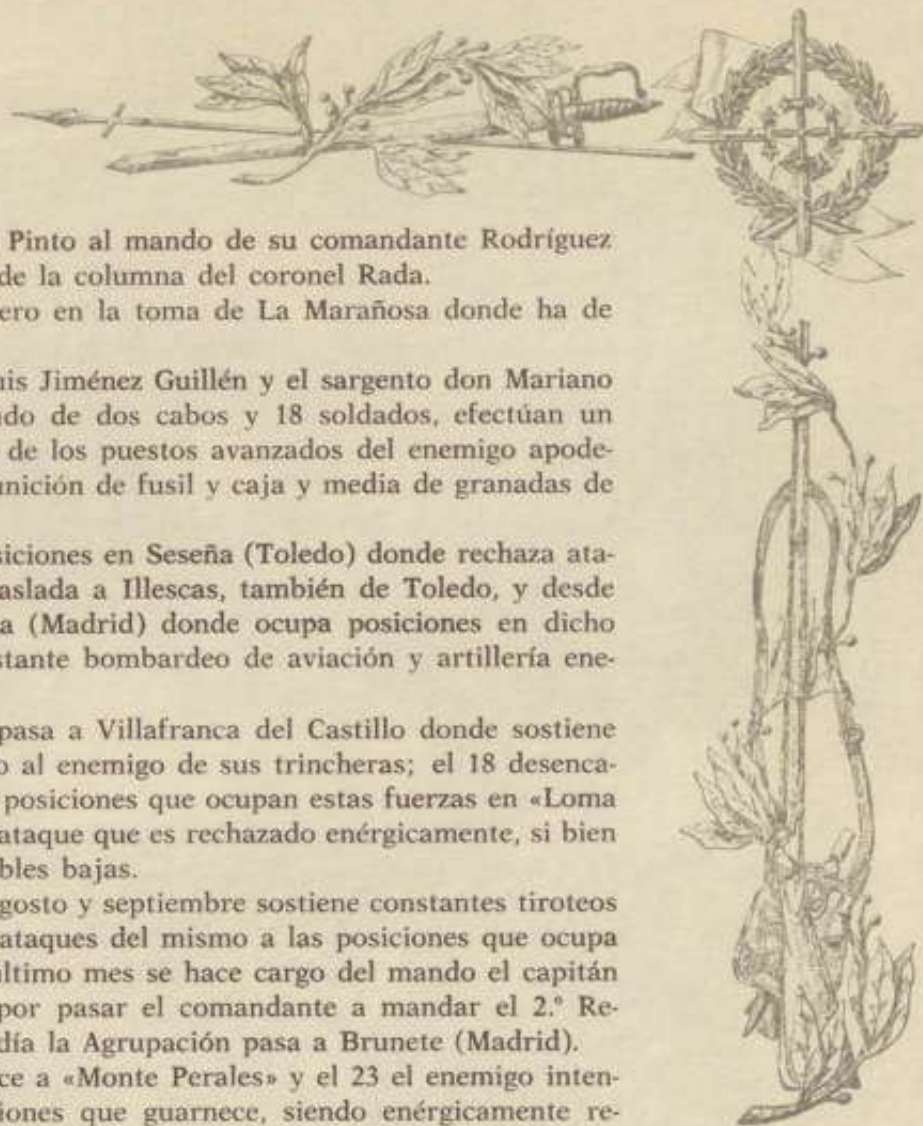 Pinto al mando de su comandante Rodríguez
de la columna del coronel Rada.
ero en la toma de La Marañosa donde ha de
uis Jiménez Guillén y el sargento don Mariano
do de dos cabos y 18 soldados, efectúan un
de los puestos avanzados del enemigo apode-
unición de fusil y caja y media de granadas de
siciones en Seseña (Toledo) donde rechaza ata-
aslada a Illescas, también de Toledo, y desde
a (Madrid) donde ocupa posiciones en dicho
stante bombardeo de aviación y artillería ene-
pasa a Villafranca del Castillo donde sostiene
o al enemigo de sus trincheras; el 18 desenca-
posiciones que ocupan estas fuerzas en «Loma
ataque que es rechazado enérgicamente, si bien
bles bajas.
gosto y septiembre sostiene constantes tiroteos
ataques del mismo a las posiciones que ocupa
último mes se hace cargo del mando el capitán
por pasar el comandante a mandar el 2.º Re-
día la Agrupación pasa a Brunete (Madrid).
ce a «Monte Perales» y el 23 el enemigo inten-
iones que guarnece, siendo enérgicamente re-